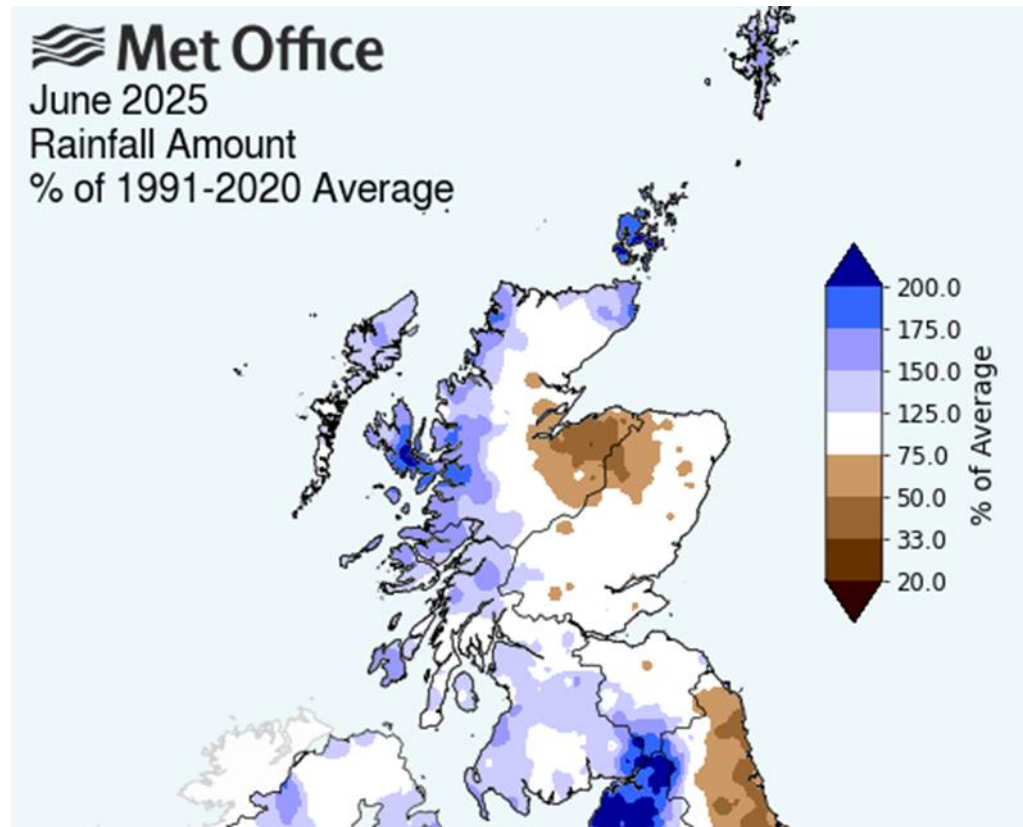 Met Office
June 2025
Rainfall Amount
% of 1991-2020 Average
200.0
175.0
150.0
125.0
75.0
50.0
33.0
20.0
% of Average